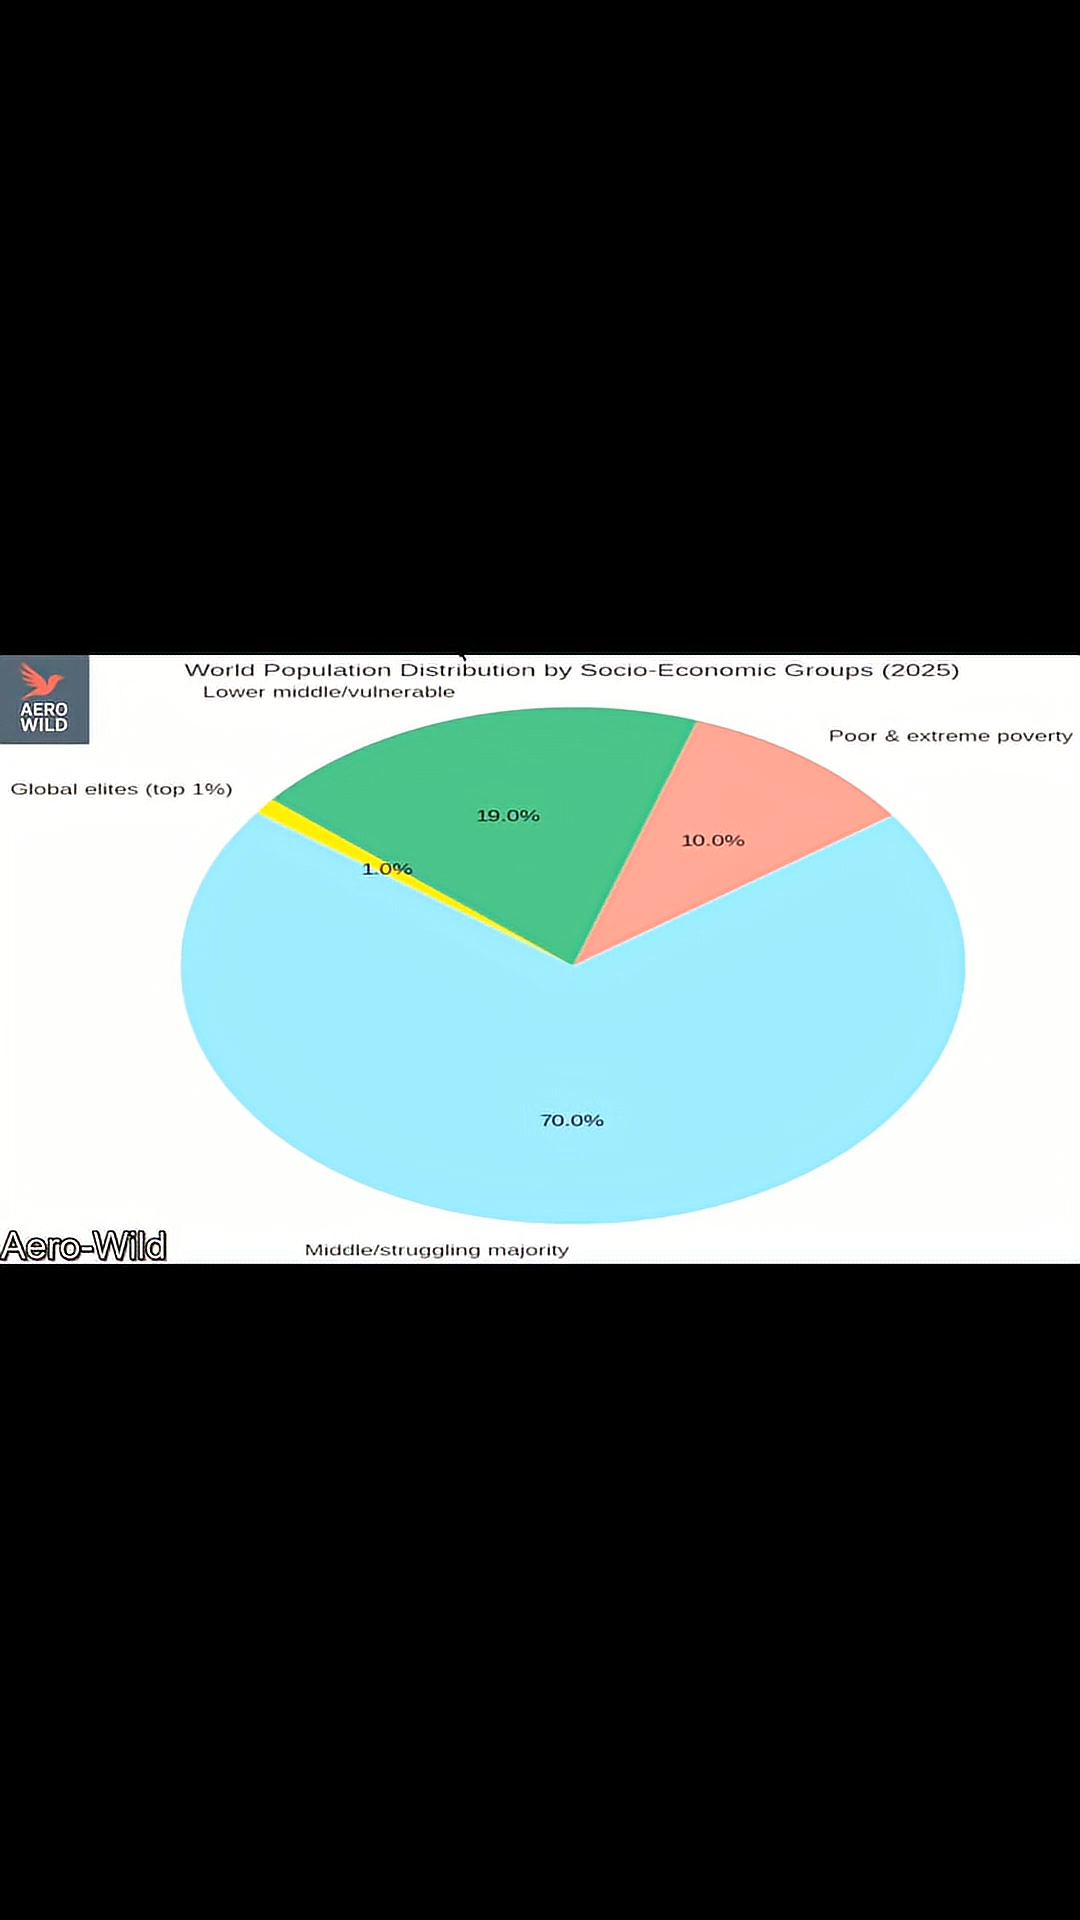 World Population Distribution by Socio-Economic Groups (2025)
AERO
WILD
Lower middle/vulnerable
Poor & extreme poverty
Global elites (top 1%)
19.0%
10.0%
1.0%
70.0%
Aero-Wild
Middle/struggling majority